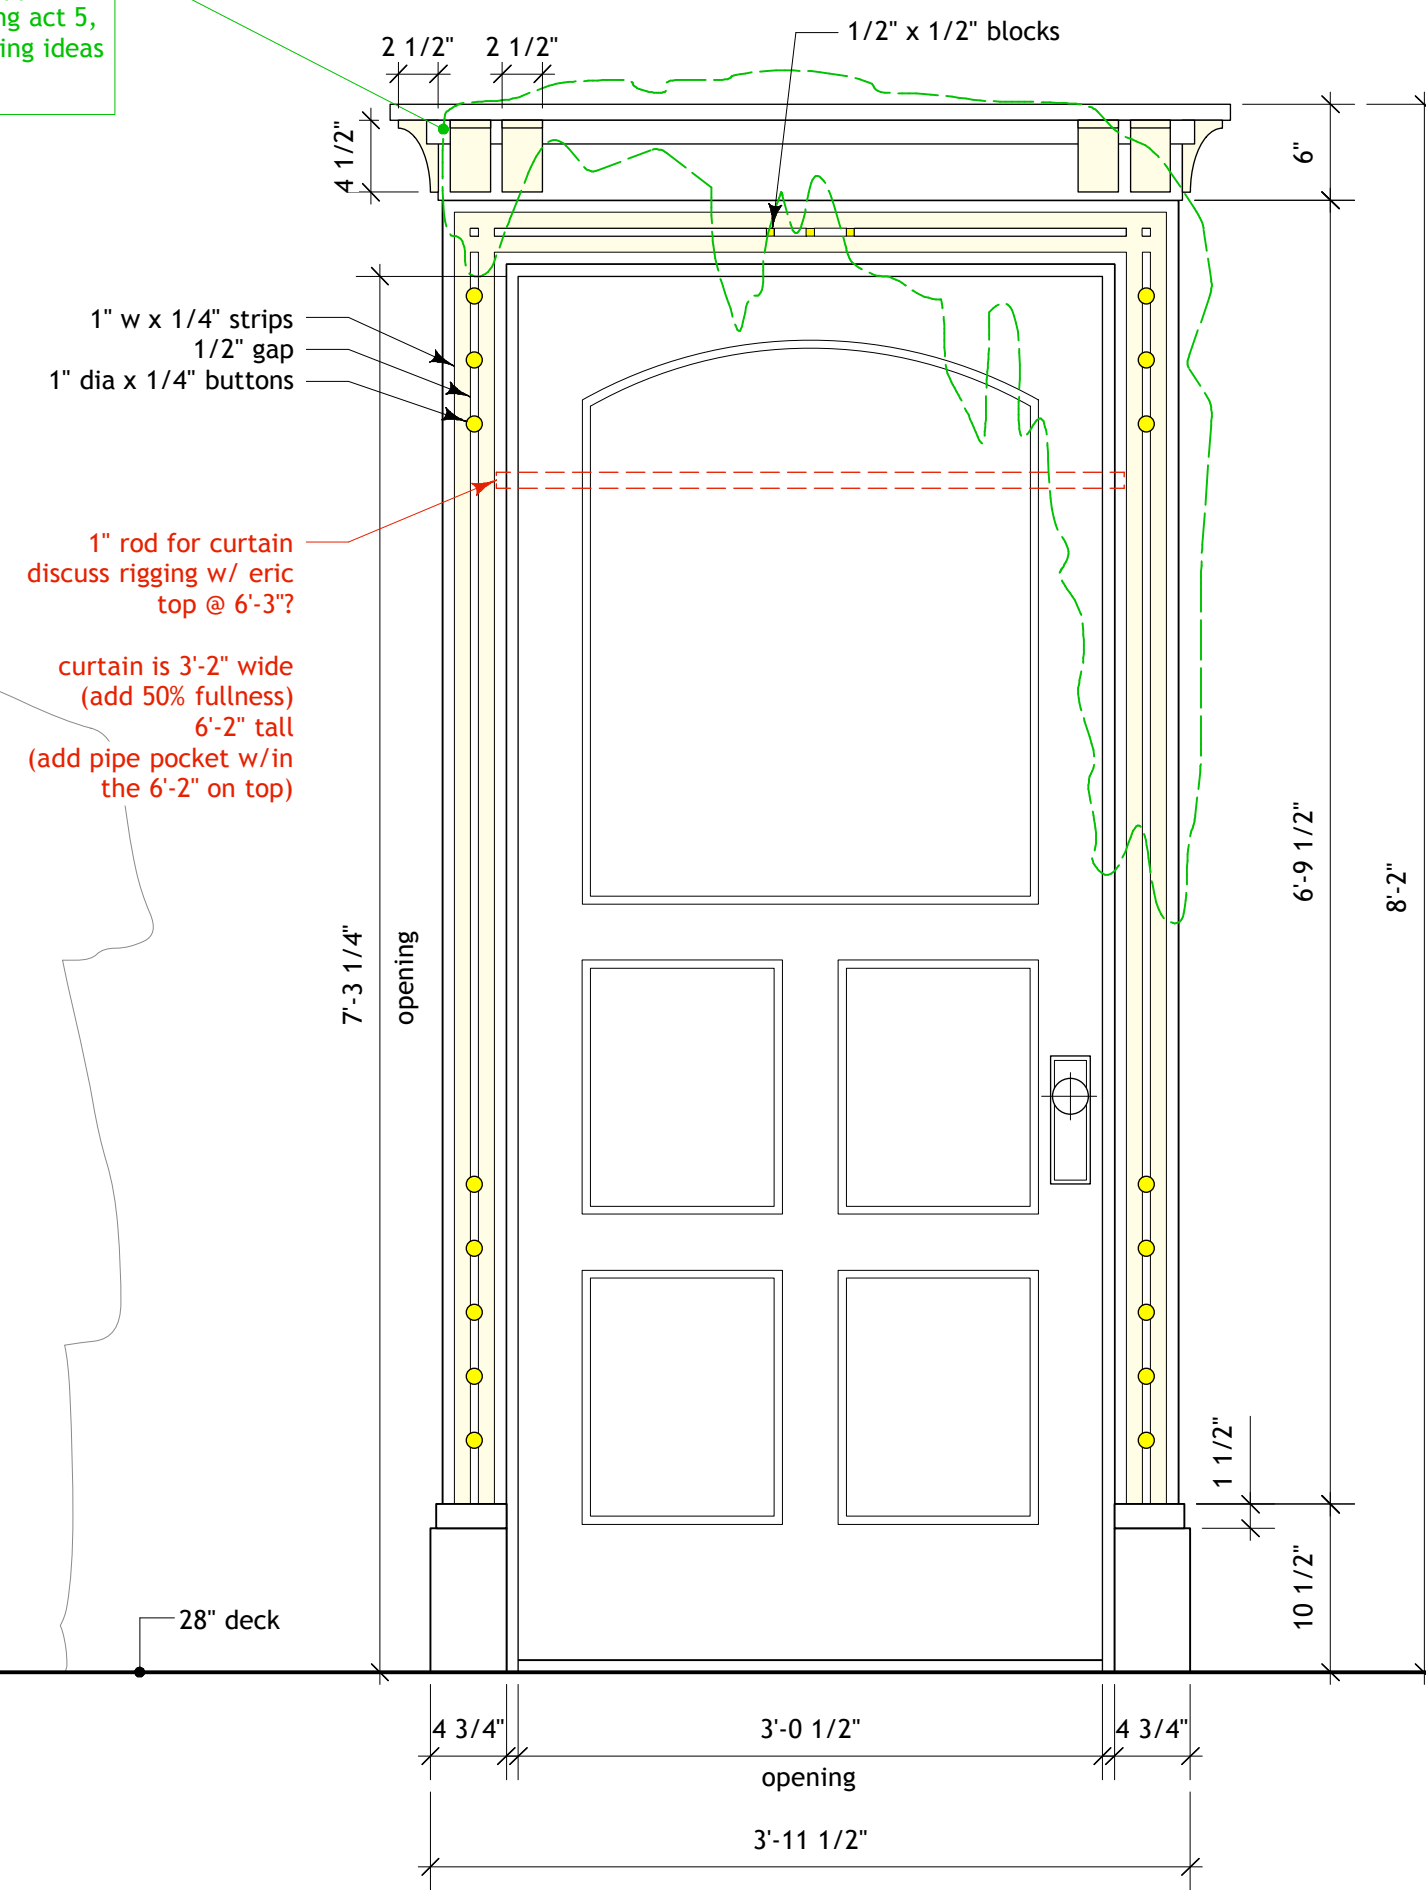 ng act 5,
ing ideas
2 1/2"
2 1/2"
1/2" x 1/2" blocks
4 1/2"
6"
1" w x 1/4" strips
1/2" gap
1" dia x 1/4" buttons
1" rod for curtain
discuss rigging w/ eric
top @ 6'-3"?
curtain is 3'-2" wide
(add 50% fullness)
6'-2" tall
(add pipe pocket w/in
the 6'-2" on top)
7'-3 1/4"
opening
6'-9 1/2"
8'-2"
1 1/2"
10 1/2"
28" deck
4 3/4"
3'-0 1/2"
opening
4 3/4"
3'-11 1/2"